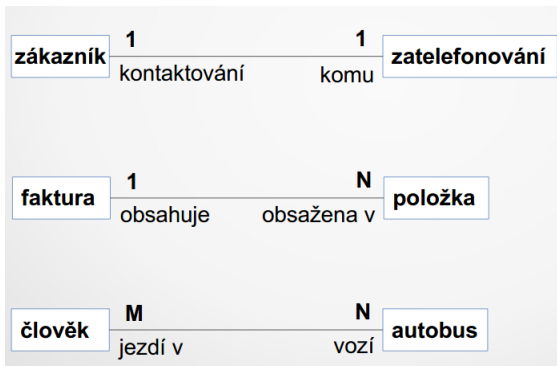 1 1
zákazník zatelefonování
kontaktování komu
1 N
faktura položka
obsahuje obsažena v
M N
člověk autobus
jezdí v vozí